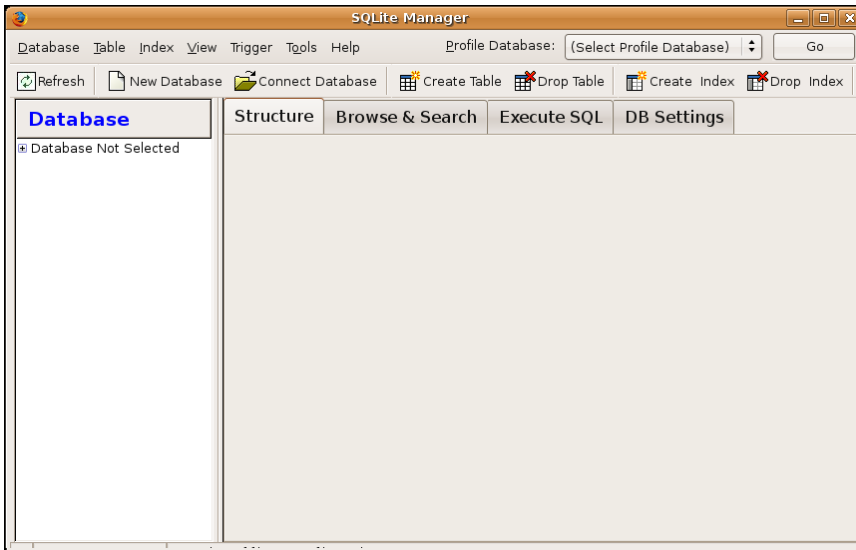 SQLite Manager
Database Table Index View Trigger Tools Help Profile Database: (Select Profile Database) Go
Refresh New Database Connect Database Create Table Drop Table Create Index Drop Index
Database
Structure Browse & Search Execute SQL DB Settings
Database Not Selected